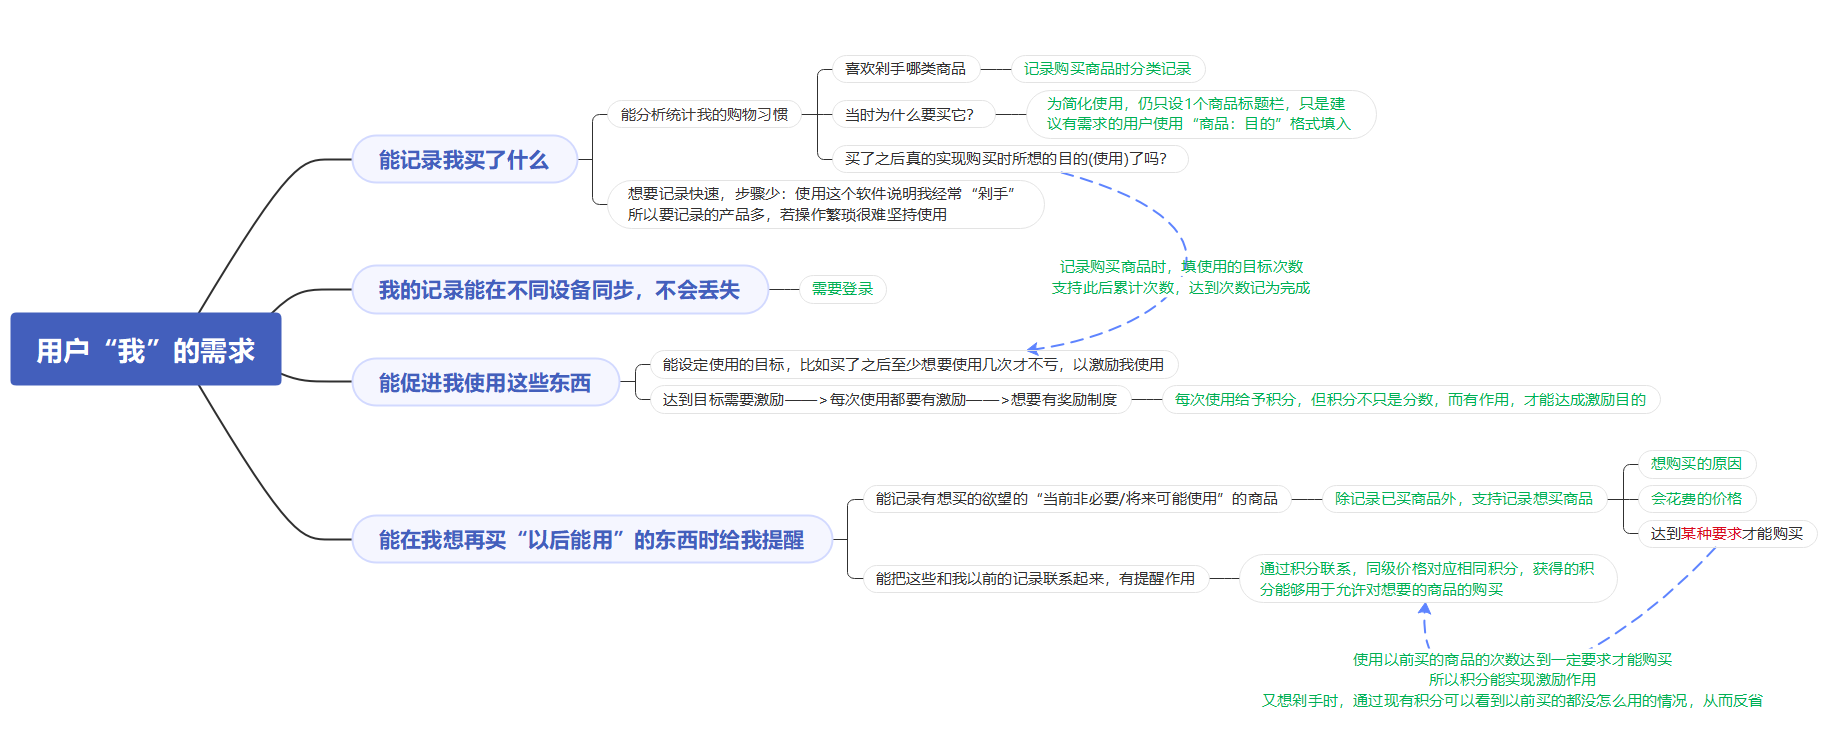 用户“我”的需求
能记录我买了什么
能分析统计我的购物习惯
喜欢剁手哪类商品
记录购买商品时分类记录
当时为什么要买它？
为简化使用，仍只设1个商品标题栏，只是建
议有需求的用户使用“商品：目的”格式填入
买了之后真的实现购买时所想的目的(使用)了吗？
想要记录快速，步骤少：使用这个软件说明我经常“剁手”
所以要记录的产品多，若操作繁琐很难坚持使用
记录购买商品时，填使用的目标次数
支持此后累计次数，达到次数记为完成
我的记录能在不同设备同步，不会丢失
需要登录
能促进我使用这些东西
能设定使用的目标，比如买了之后至少想要使用几次才不亏，以激励我使用
达到目标需要激励——>每次使用都要有激励——>想要有奖励制度
每次使用给予积分，但积分不只是分数，而有作用，才能达成激励目的
能在我想再买“以后能用”的东西时给我提醒
能记录有想买的欲望的“当前非必要/将来可能使用”的商品
除记录已买商品外，支持记录想买商品
想购买的原因
会花费的价格
达到某种要求才能购买
能把这些和我以前的记录联系起来，有提醒作用
通过积分联系，同级价格对应相同积分，获得的积
分能够用于允许对想要的商品的购买
使用以前买的商品的次数达到一定要求才能购买
所以积分能实现激励作用
又想剁手时，通过现有积分可以看到以前买的都没怎么用的情况，从而反省